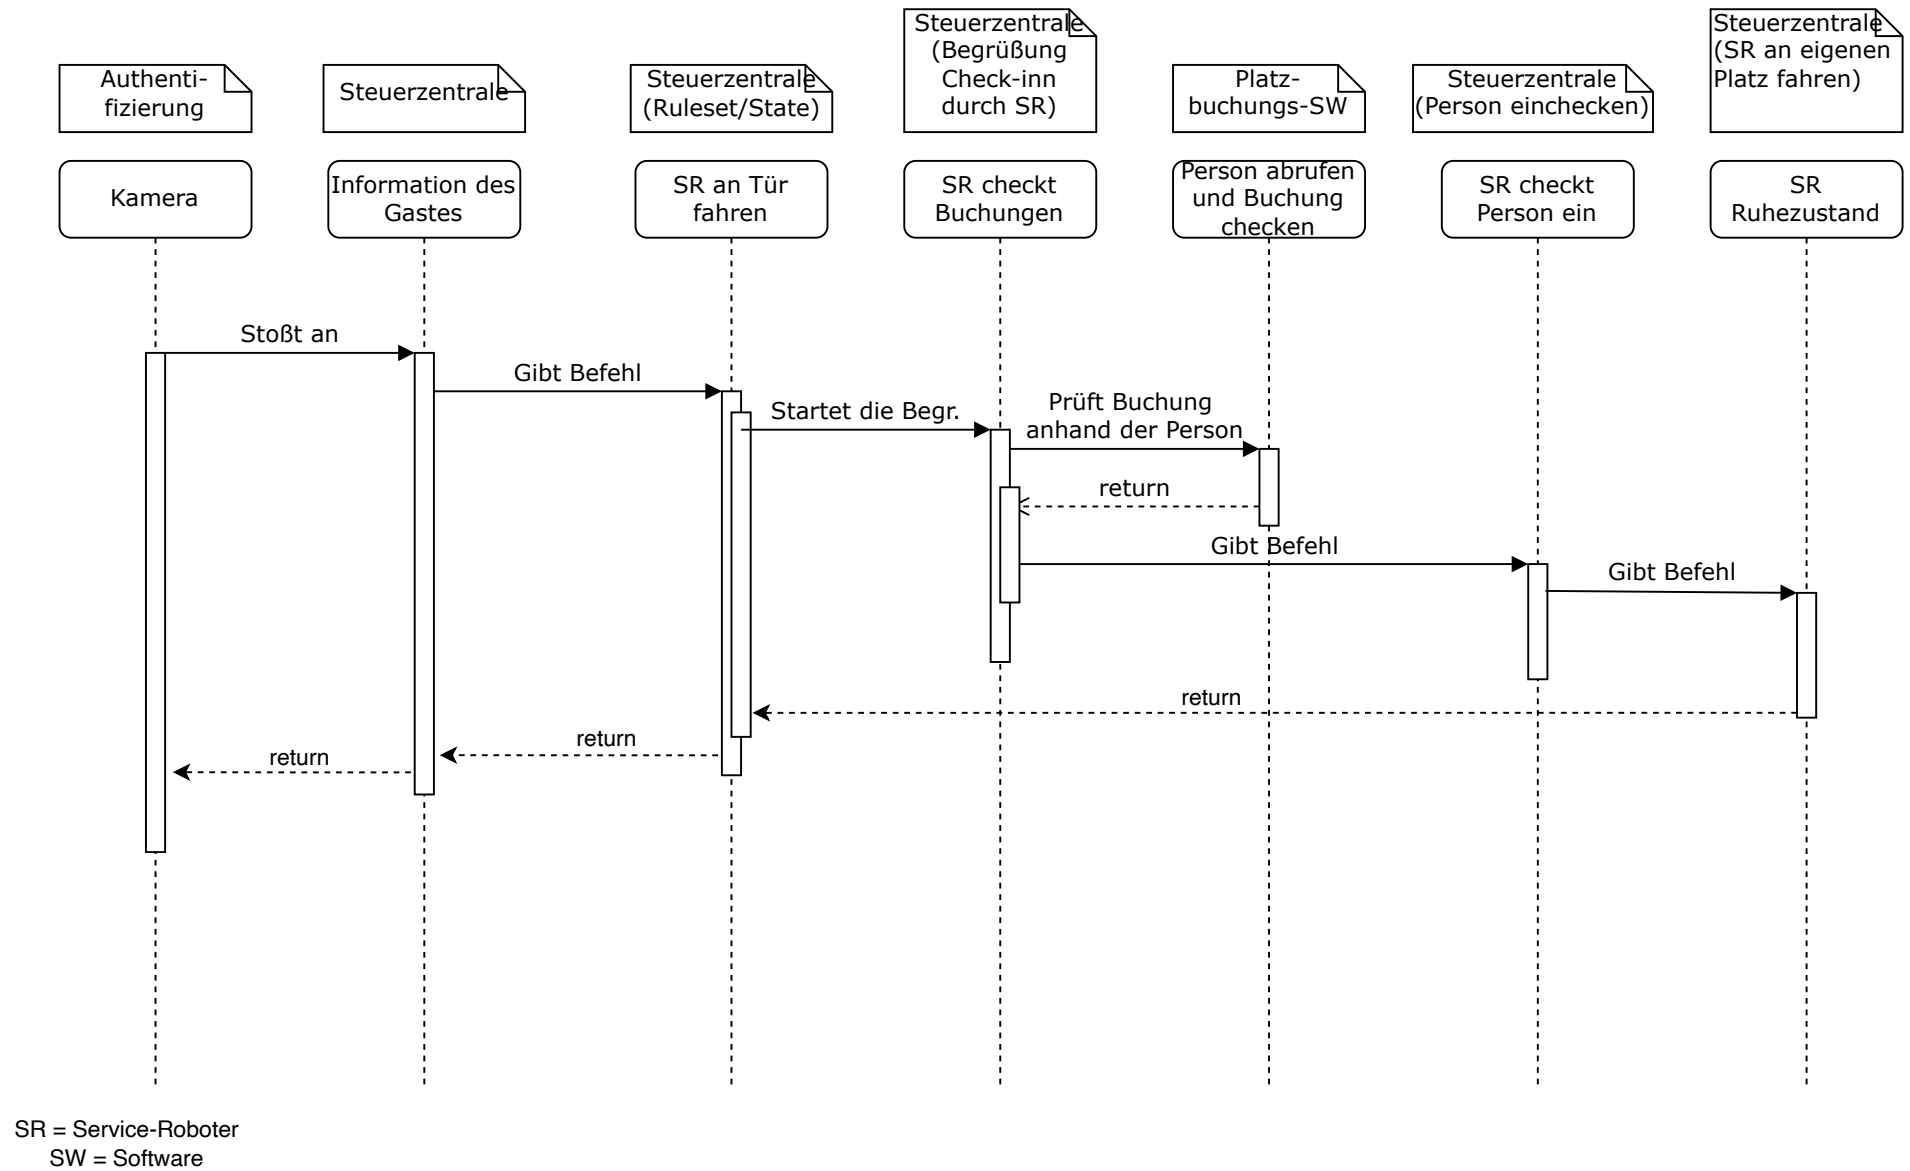 Authenti-
fizierung
Steuerzentrale
Steuerzentrale
(Ruleset/State)
Steuerzentrale
(Begrüßung
Check-inn
durch SR)
Platz-
buchungs-SW
Steuerzentrale
(Person einchecken)
Steuerzentrale
(SR an eigenen
Platz fahren)
Kamera
Information des
Gastes
SR an Tür
fahren
SR checkt
Buchungen
Person abrufen
und Buchung
checken
SR checkt
Person ein
SR
Ruhezustand
Stoßt an
Gibt Befehl
Startet die Begr.
Prüft Buchung
anhand der Person
return
Gibt Befehl
Gibt Befehl
return
return
return
SR = Service-Roboter
SW = Software